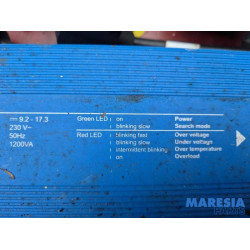 ⎓ 9.2 - 17.3
230 V~
50Hz
1200VA
Green LED : on Power
: blinking slow Search mode
Red LED : blinking fast Over voltage
: blinking slow Under voltage
: intermittent blinking Over temperature
: on Overload
MARESIA